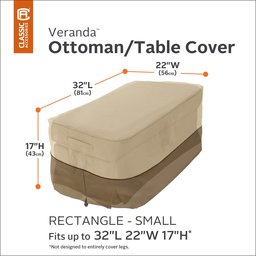 CLASSIC
ACCESSORIES
Veranda™
Ottoman/Table Cover
22"W
(56cm)
32"L
(81cm)
17"H
(43cm)
RECTANGLE - SMALL
Fits up to 32"L 22"W 17"H*
*Not designed to entirely cover legs.